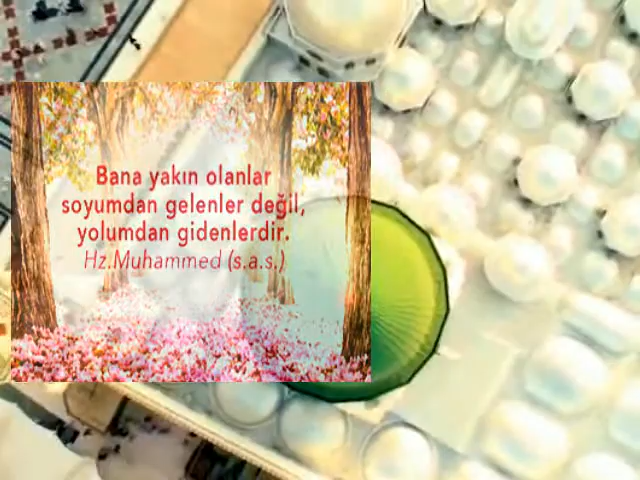 Bana yakın olanlar
soyumdan gelenler değil,
yolumdan gidenlerdir.
Hz.Muhammed (s.a.s.)